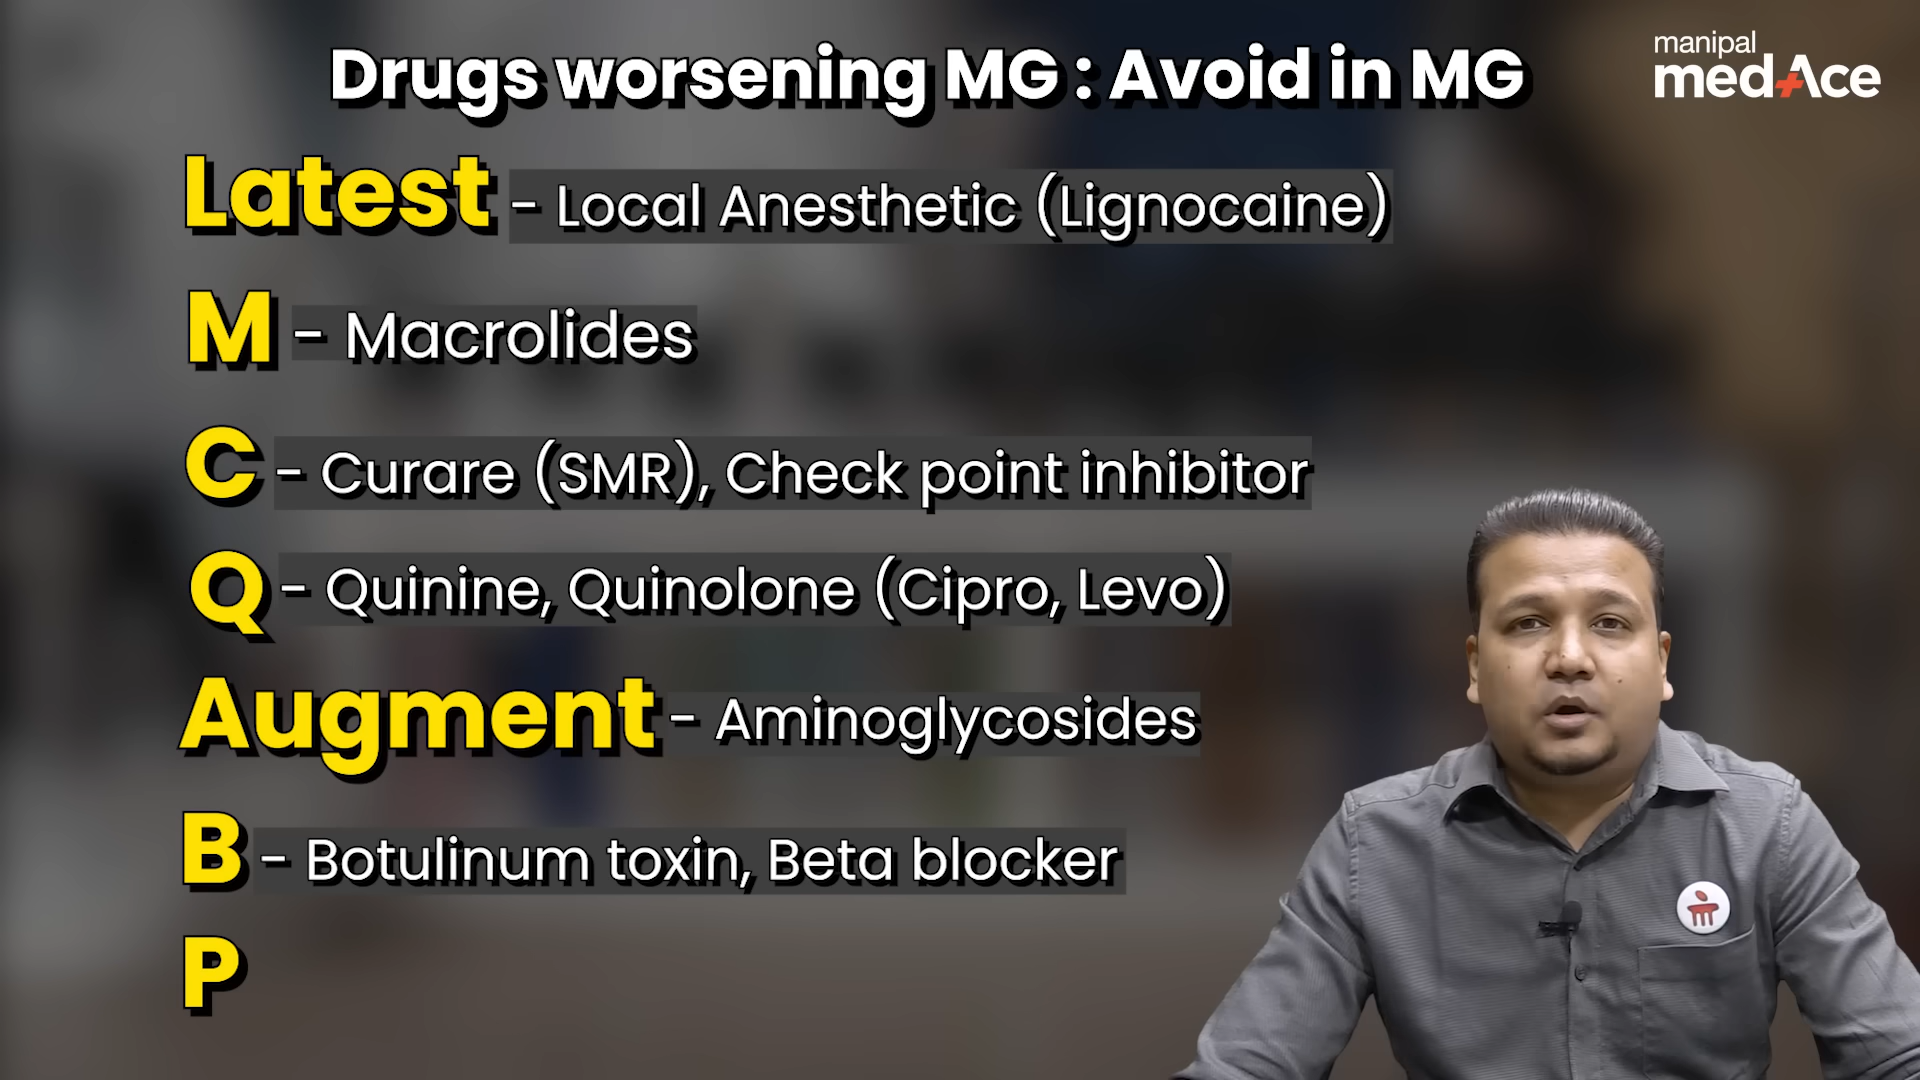 Drugs worsening MG : Avoid in MG
manipal
medAce
Latest - Local Anesthetic (Lignocaine)
M - Macrolides
C - Curare (SMR), Check point inhibitor
Q - Quinine, Quinolone (Cipro, Levo)
Augment - Aminoglycosides
B - Botulinum toxin, Beta blocker
P